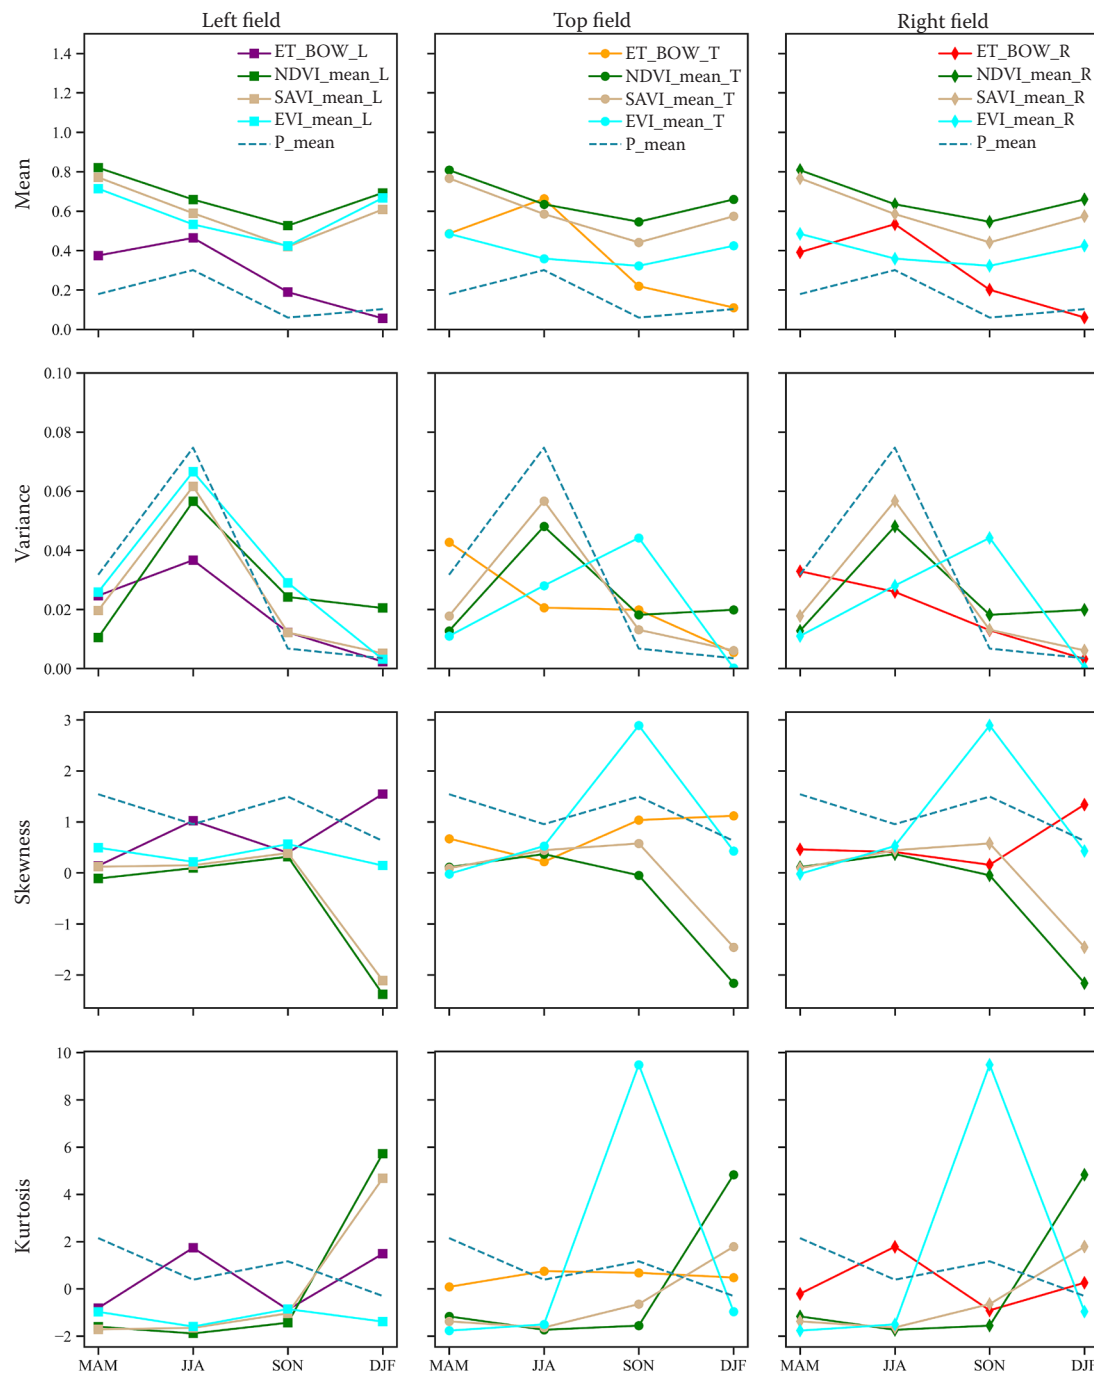 Left field
Top field
Right field
Mean
1.4
1.2
1.0
0.8
0.6
0.4
0.2
0.0
ET_BOW_L
NDVI_mean_L
SAVI_mean_L
EVI_mean_L
P_mean
ET_BOW_T
NDVI_mean_T
SAVI_mean_T
EVI_mean_T
P_mean
ET_BOW_R
NDVI_mean_R
SAVI_mean_R
EVI_mean_R
P_mean
Variance
0.10
0.08
0.06
0.04
0.02
0.00
Skewness
3
2
1
0
−1
−2
Kurtosis
10
8
6
4
2
0
−2
MAM JJA SON DJF
MAM JJA SON DJF
MAM JJA SON DJF